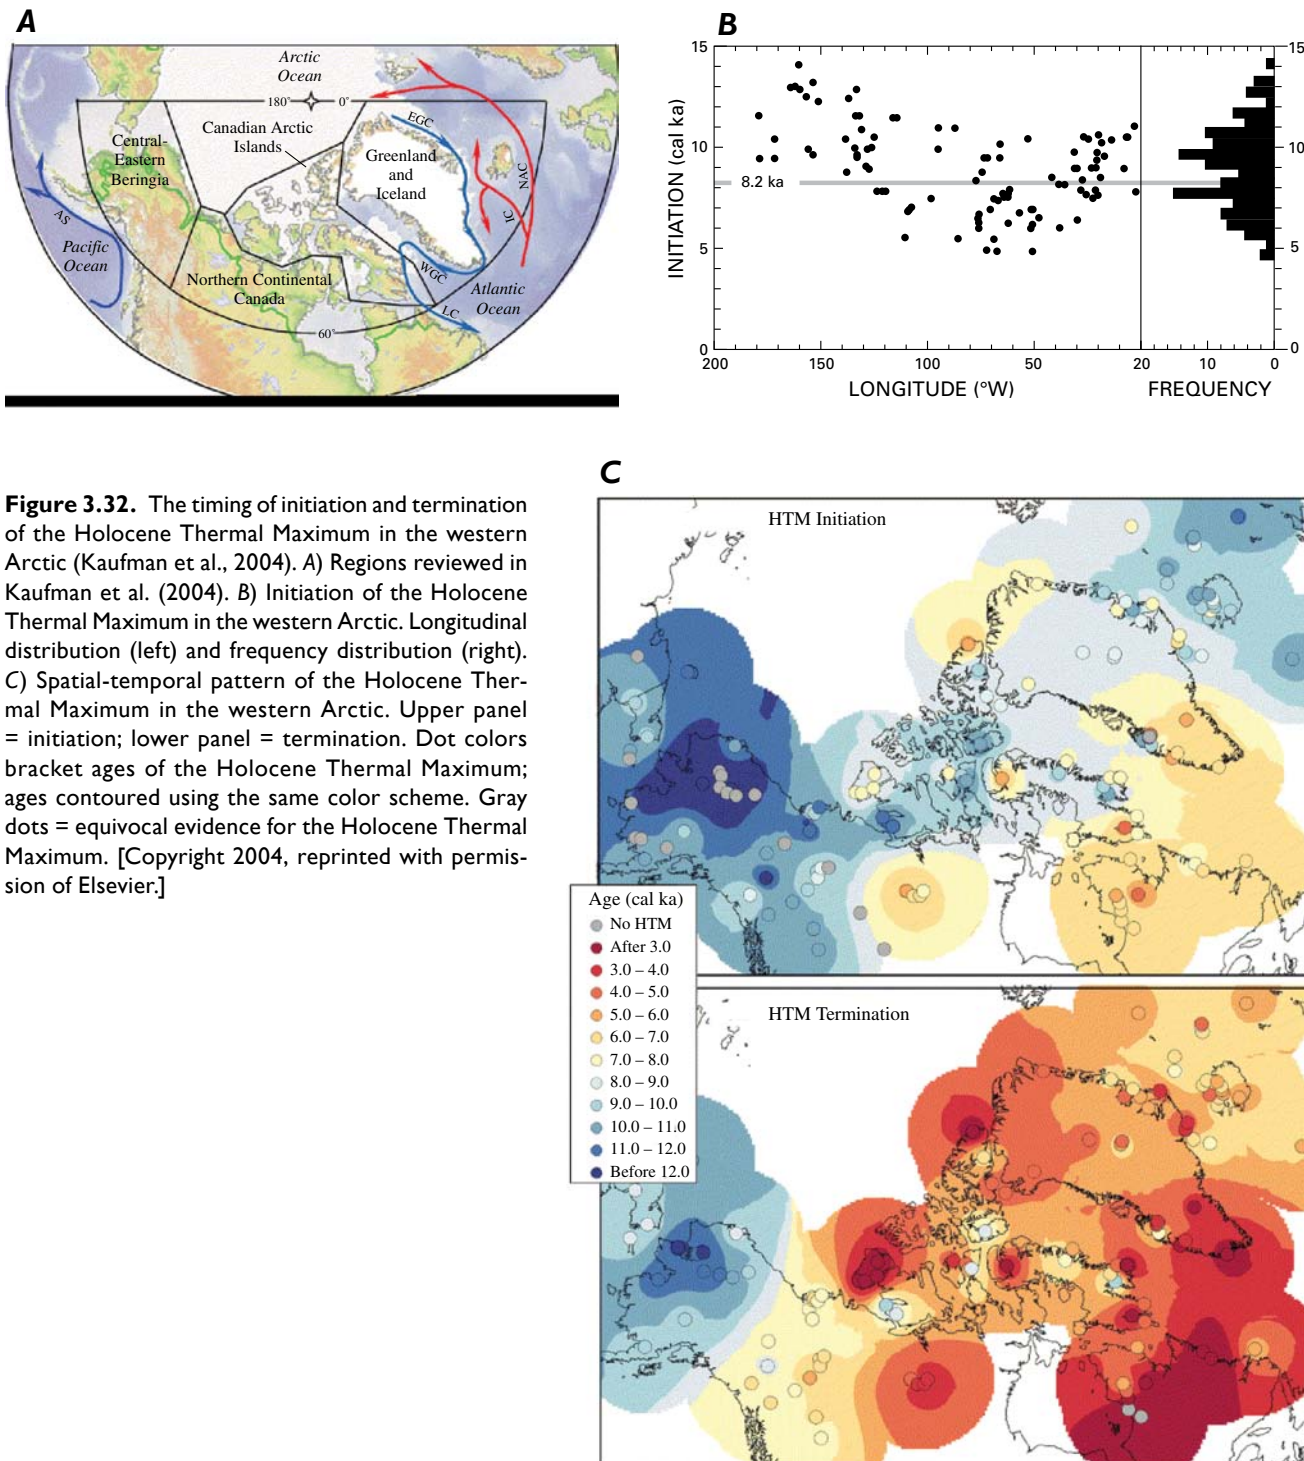 A
Arctic
Ocean
180° 0°
Canadian Arctic
Islands
EGC
Central-
Eastern
Beringia
Greenland
and
Iceland
NAC
IC
AS
Pacific
Ocean
WGC
Northern Continental
Canada
Atlantic
Ocean
LC
60°
B
INITIATION (cal ka)
15
10
5
0
8.2 ka
15
10
5
0
200 150 100 50 20 10 0
LONGITUDE (°W) FREQUENCY
Figure 3.32. The timing of initiation and termination
of the Holocene Thermal Maximum in the western
Arctic (Kaufman et al., 2004). A) Regions reviewed in
Kaufman et al. (2004). B) Initiation of the Holocene
Thermal Maximum in the western Arctic. Longitudinal
distribution (left) and frequency distribution (right).
C) Spatial-temporal pattern of the Holocene Ther-
mal Maximum in the western Arctic. Upper panel
= initiation; lower panel = termination. Dot colors
bracket ages of the Holocene Thermal Maximum;
ages contoured using the same color scheme. Gray
dots = equivocal evidence for the Holocene Thermal
Maximum. [Copyright 2004, reprinted with permis-
sion of Elsevier.]
C
HTM Initiation
Age (cal ka)
No HTM
After 3.0
3.0 – 4.0
4.0 – 5.0
5.0 – 6.0
6.0 – 7.0
7.0 – 8.0
8.0 – 9.0
9.0 – 10.0
10.0 – 11.0
11.0 – 12.0
Before 12.0
HTM Termination